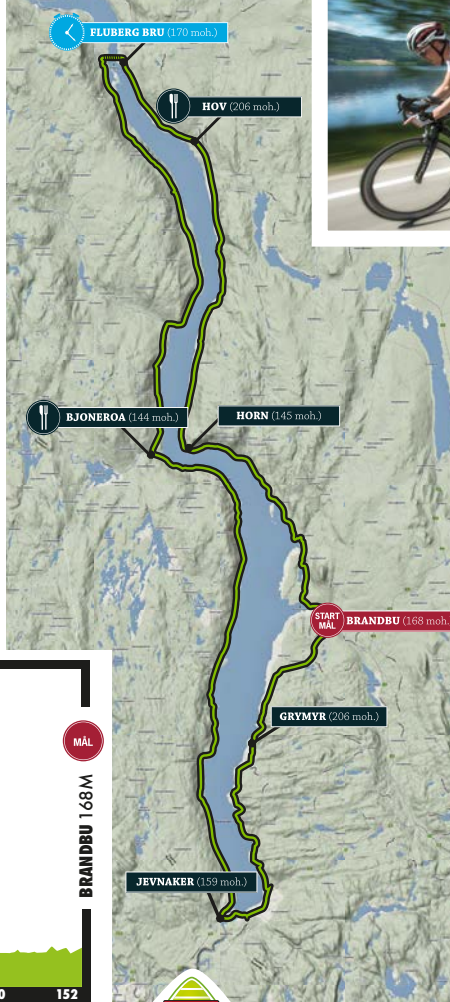 FLUBERG BRU (170 moh.)
HOV (206 moh.)
BJONEROA (144 moh.)
HORN (145 moh.)
START
MÅL
BRANDBU (168 moh.
GRYMYR (206 moh.)
MÅL
BRANDBU 168M
JEVNAKER (159 moh.)
0
152